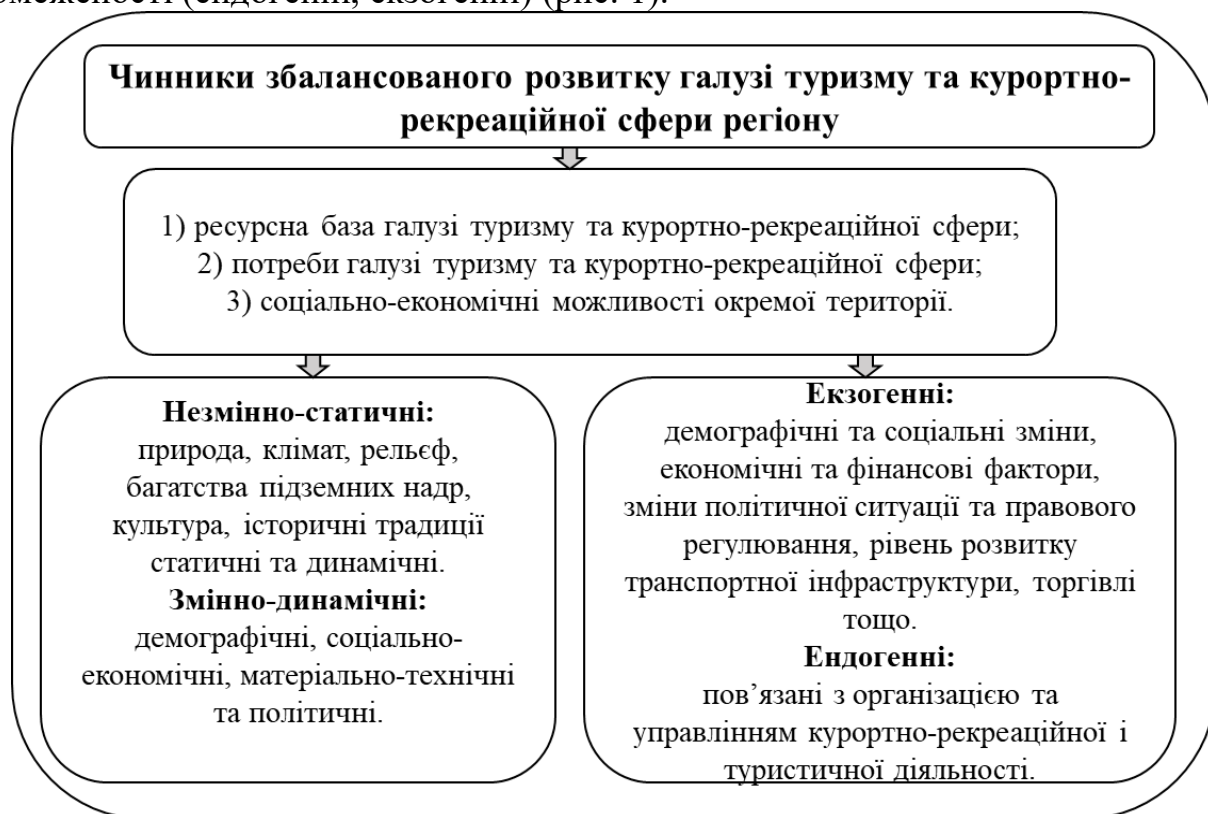 (ендогенні, екзогенні) (рис. 1).
Чинники збалансованого розвитку галузі туризму та курортно-
рекреаційної сфери регіону
1) ресурсна база галузі туризму та курортно-рекреаційної сфери;
2) потреби галузі туризму та курортно-рекреаційної сфери;
3) соціально-економічні можливості окремої території.
Незмінно-статичні:
природа, клімат, рельєф,
багатства підземних надр,
культура, історичні традиції
статичні та динамічні.
Змінно-динамічні:
демографічні, соціально-
економічні, матеріально-технічні
та політичні.
Екзогенні:
демографічні та соціальні зміни,
економічні та фінансові фактори,
зміни політичної ситуації та правового
регулювання, рівень розвитку
транспортної інфраструктури, торгівлі
тощо.
Ендогенні:
пов’язані з організацією та
управлінням курортно-рекреаційної і
туристичної діяльності.